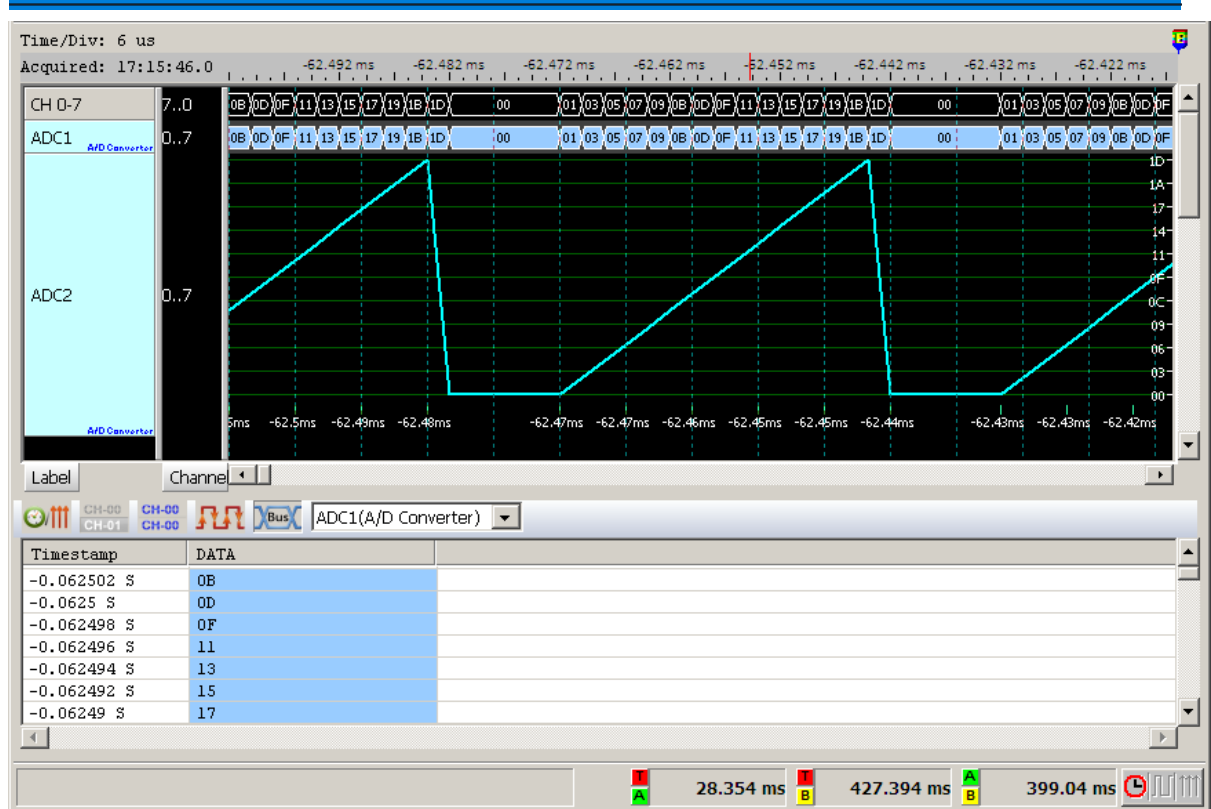 Time/Div: 6 us
Acquired: 17:15:46.0 -62.492 ms -62.482 ms -62.472 ms -62.462 ms -62.452 ms -62.442 ms -62.432 ms -62.422 ms
CH 0-7 7..0 0B 0D 0F 11 13 15 17 19 1B 1D 00 01 03 05 07 09 0B 0D 0F 11 13 15 17 19 1B 1D 00 01 03 05 07 09 0B 0D 0F
ADC1 A/D Converter 0..7 0B 0D 0F 11 13 15 17 19 1B 1D 00 01 03 05 07 09 0B 0D 0F 11 13 15 17 19 1B 1D 00 01 03 05 07 09 0B 0D 0F
1D
1A
17
14
11
0F
ADC2 0..7 0C
09
06
03
00
A/D Converter 5ms -62.5ms -62.49ms -62.48ms -62.47ms -62.47ms -62.46ms -62.45ms -62.45ms -62.44ms -62.43ms -62.43ms -62.42ms
Label Channel
CH-00 CH-01 CH-00 CH-00 Bus ADC1(A/D Converter)
Timestamp DATA
-0.062502 S 0B
-0.0625 S 0D
-0.062498 S 0F
-0.062496 S 11
-0.062494 S 13
-0.062492 S 15
-0.06249 S 17
T A 28.354 ms T B 427.394 ms A B 399.04 ms